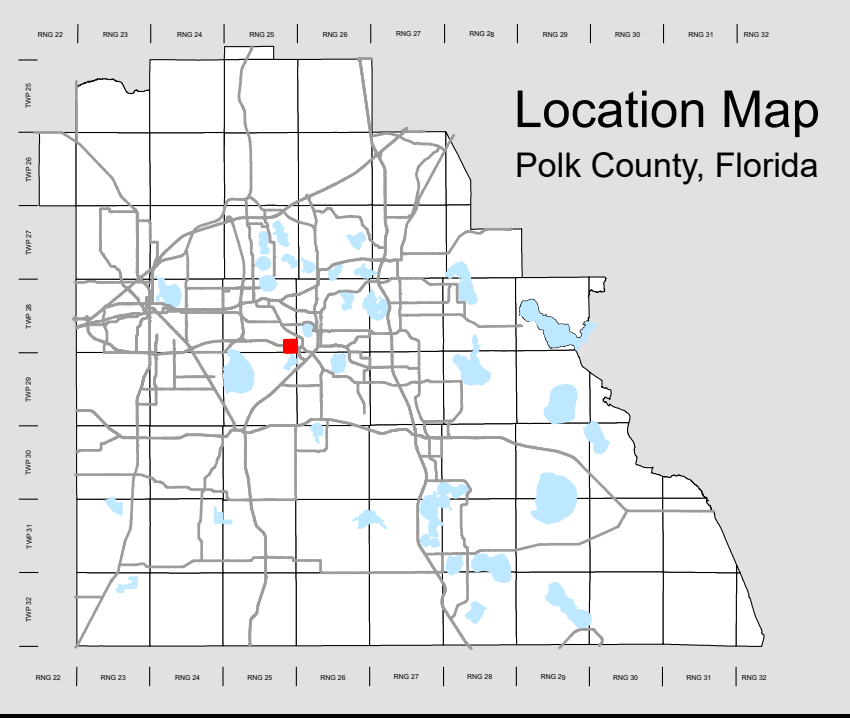 RNG 22 RNG 23 RNG 24 RNG 25 RNG 26 RNG 27 RNG 28 RNG 29 RNG 30 RNG 31 RNG 32
TWP 25
Location Map
Polk County, Florida
TWP 26
TWP 27
TWP 28
TWP 29
TWP 30
TWP 31
TWP 32
RNG 22 RNG 23 RNG 24 RNG 25 RNG 26 RNG 27 RNG 28 RNG 29 RNG 30 RNG 31 RNG 32